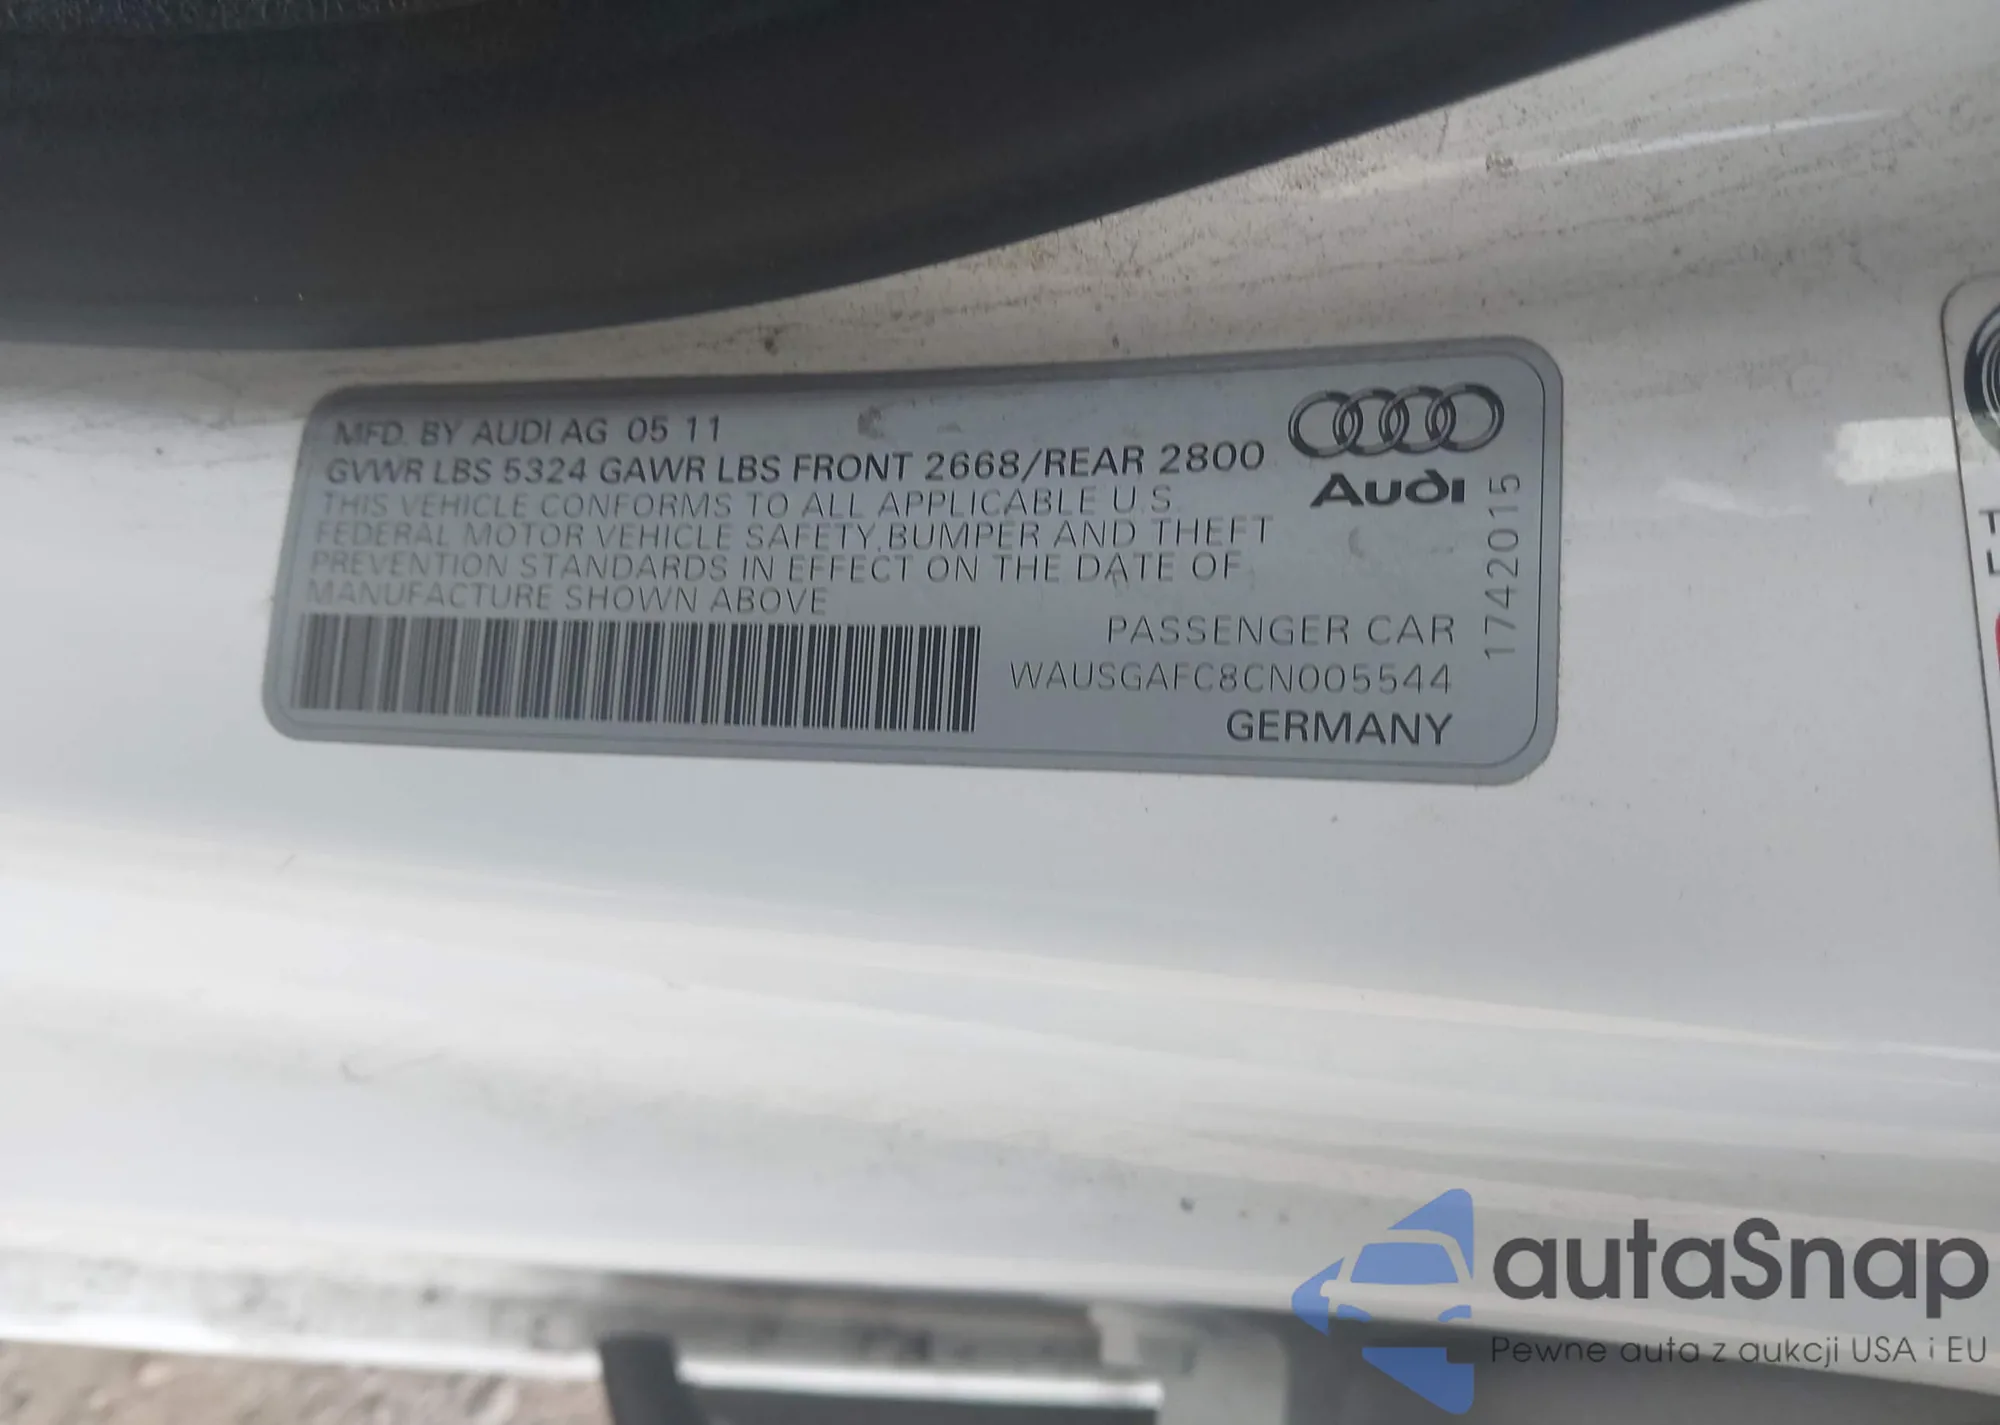 MFD. BY AUDI AG 05 11
GVWR LBS 5324 GAWR LBS FRONT 2668/REAR 2800
THIS VEHICLE CONFORMS TO ALL APPLICABLE U.S.
FEDERAL MOTOR VEHICLE SAFETY, BUMPER AND THEFT
PREVENTION STANDARDS IN EFFECT ON THE DATE OF
MANUFACTURE SHOWN ABOVE
Audi
1742015
PASSENGER CAR
WAUSGAFC8CN005544
GERMANY
T
L
autaSnap
Pewne auta z aukcji USA i EU